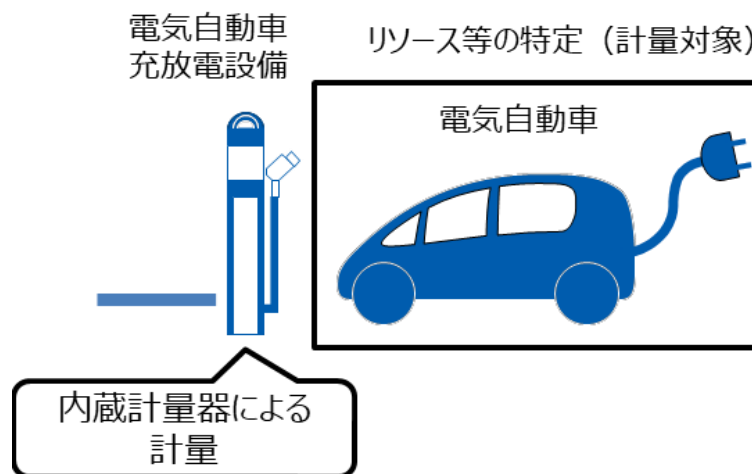 電気自動車
充放電設備
リソース等の特定（計量対象）
電気自動車
内蔵計量器による
計量